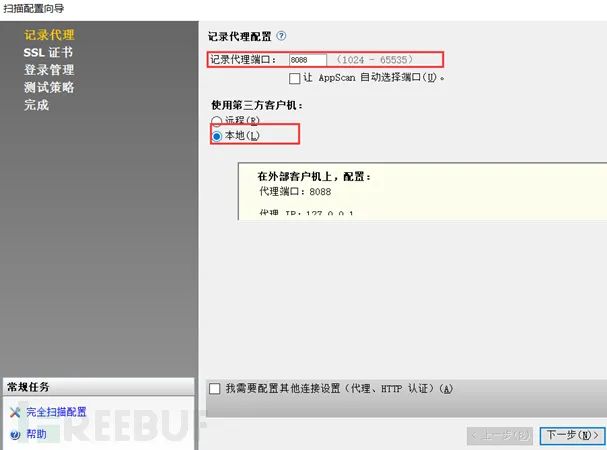 扫描配置向导
记录代理
SSL 证书
登录管理
测试策略
完成
记录代理配置
记录代理端口： 8088 （1024 - 65535）
让 AppScan 自动选择端口(U)。
使用第三方客户机：
远程(R)
本地(L)
在外部客户机上，配置：
代理端口：8088
代理 IP：127.0.0.1
我需要配置其他连接设置（代理、HTTP 认证）(A)
常规任务
完全扫描配置
帮助
REEBUF
< 上一步(B)
下一步(N) >